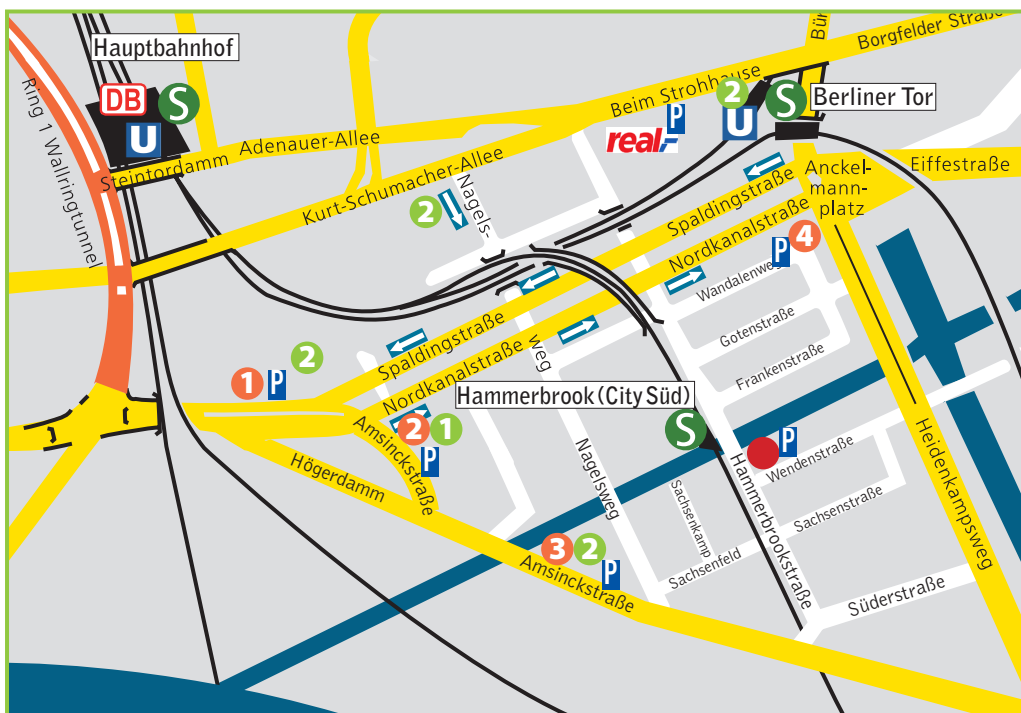 Hauptbahnhof
DB
S
U
Ring 1 Wallringtunnel
Steintordamm
Adenauer-Allee
Kurt-Schumacher-Allee
Beim Strohhause
Borgfelder Straße
Bür
2
U
S
Berliner Tor
P
real,-
Anckel-
mann-
platz
Eiffestraße
Nagels-
weg
2
Spaldingstraße
Nordkanalstraße
P
4
Wandalenweg
Gotenstraße
Frankenstraße
1
P
2
Spaldingstraße
Nordkanalstraße
Hammerbrook (City Süd)
S
2
1
P
Amsinckstraße
Högerdamm
Nagelsweg
P
Wendenstraße
Hammerbrookstraße
Sachsenkamp
Sachsenstraße
Sachsenfeld
Heidenkampsweg
3
2
P
Amsinckstraße
Süderstraße